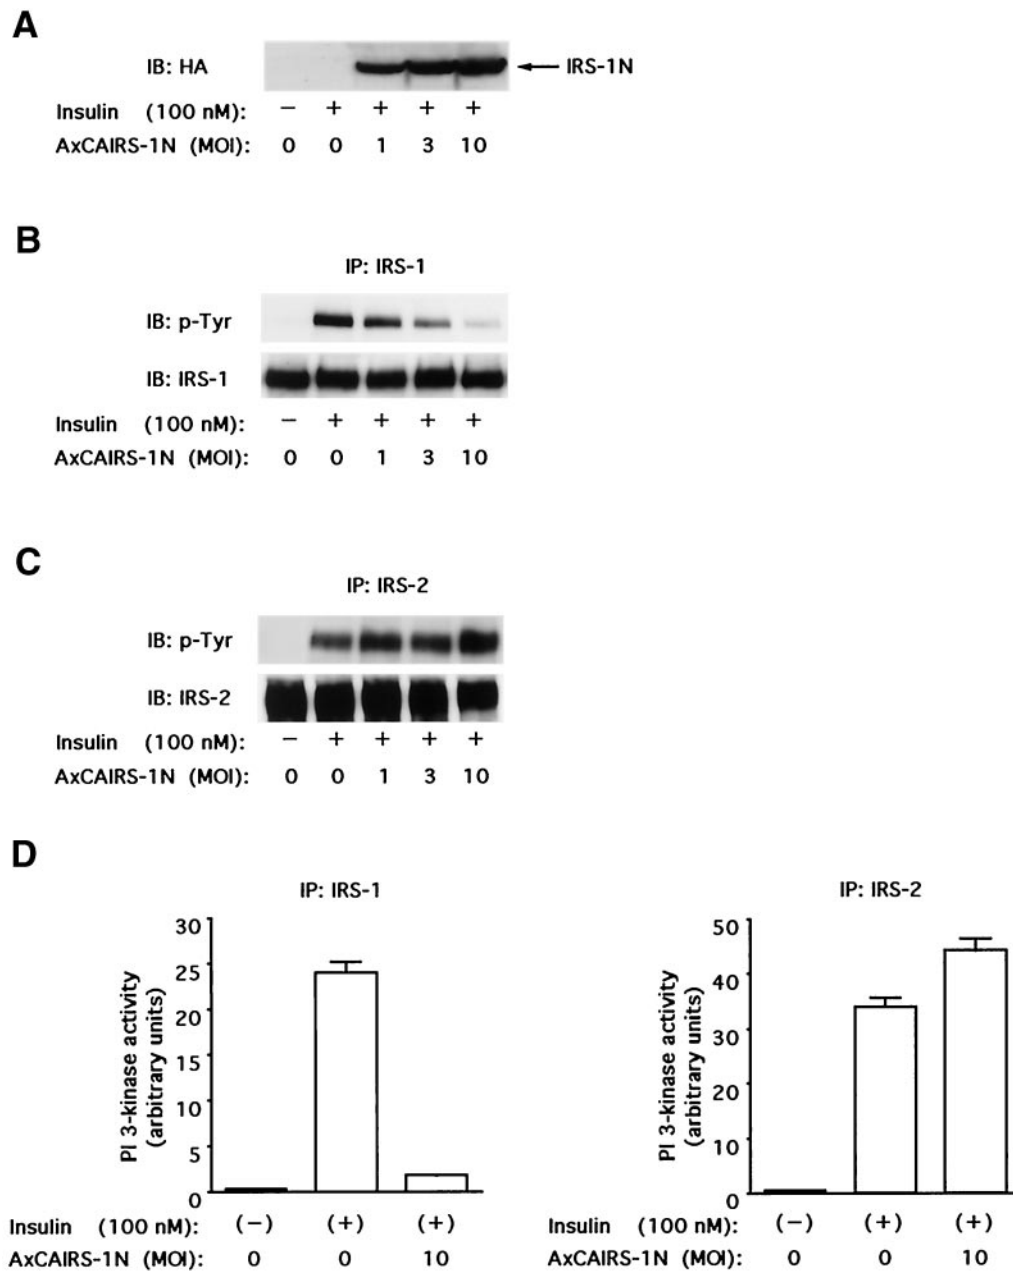 A
IB: HA
IRS-1N
Insulin (100 nM): − + + + +
AxCAIRS-1N (MOI): 0 0 1 3 10
B
IP: IRS-1
IB: p-Tyr
IB: IRS-1
Insulin (100 nM): − + + + +
AxCAIRS-1N (MOI): 0 0 1 3 10
C
IP: IRS-2
IB: p-Tyr
IB: IRS-2
Insulin (100 nM): − + + + +
AxCAIRS-1N (MOI): 0 0 1 3 10
D
IP: IRS-1
PI 3-kinase activity
(arbitrary units)
30
25
20
15
10
5
0
Insulin (100 nM): (−) (+) (+)
AxCAIRS-1N (MOI): 0 0 10
IP: IRS-2
PI 3-kinase activity
(arbitrary units)
50
40
30
20
10
0
Insulin (100 nM): (−) (+) (+)
AxCAIRS-1N (MOI): 0 0 10